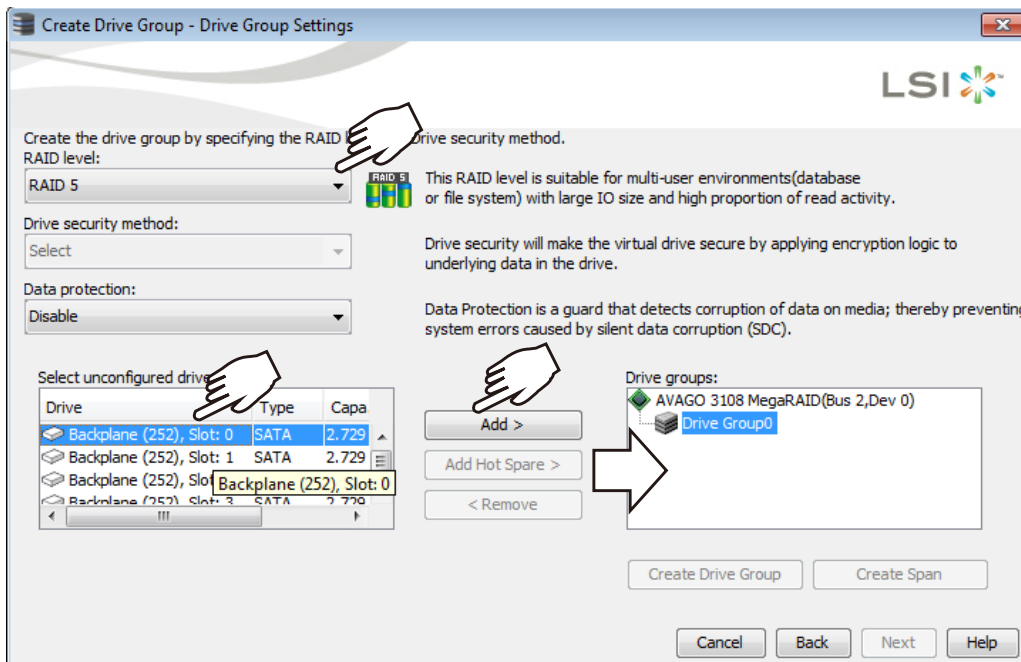 Create Drive Group - Drive Group Settings
LSI
Create the drive group by specifying the RAID Drive security method.
RAID level:
RAID 5
RAID 5
This RAID level is suitable for multi-user environments(database
or file system) with large IO size and high proportion of read activity.
Drive security method:
Select
Drive security will make the virtual drive secure by applying encryption logic to
underlying data in the drive.
Data protection:
Disable
Data Protection is a guard that detects corruption of data on media; thereby preventing
system errors caused by silent data corruption (SDC).
Select unconfigured drive
Drive Type Capa
Backplane (252), Slot: 0 SATA 2.729
Backplane (252), Slot: 1 SATA 2.729
Backplane (252), Slot
Backplane (252), Slot: 0
Backplane (252), Slot: 3 SATA 2.729
Add >
Add Hot Spare >
< Remove
Drive groups:
AVAGO 3108 MegaRAID(Bus 2,Dev 0)
Drive Group0
Create Drive Group
Create Span
Cancel
Back
Next
Help